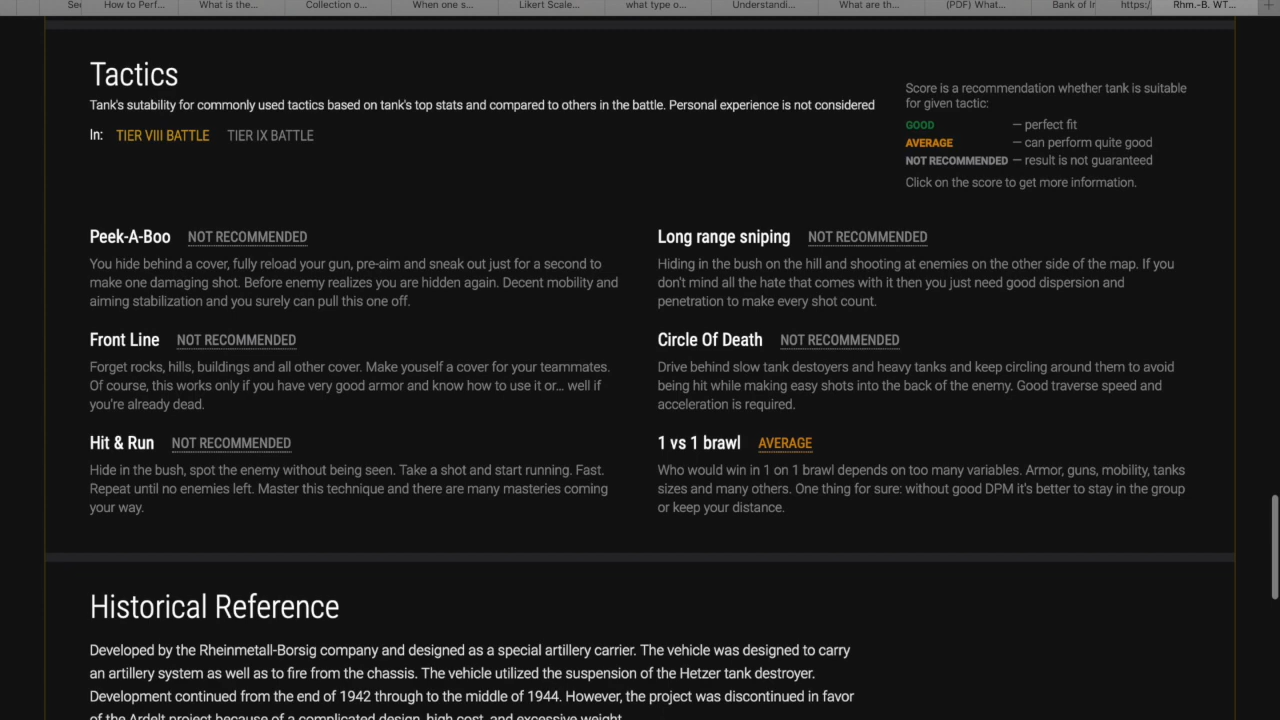 See
How to Perf...
What is the...
Collection o...
When one s...
Likert Scale...
what type o...
Understandi...
What are th...
(PDF) What...
Bank of Ir
https:/
Rhm.-B. WT...
Tactics
Tank's sutability for commonly used tactics based on tank's top stats and compared to others in the battle. Personal experience is not considered
In: TIER VIII BATTLE TIER IX BATTLE
Score is a recommendation whether tank is suitable
for given tactic:
GOOD — perfect fit
AVERAGE — can perform quite good
NOT RECOMMENDED — result is not guaranteed
Click on the score to get more information.
Peek-A-Boo NOT RECOMMENDED
You hide behind a cover, fully reload your gun, pre-aim and sneak out just for a second to
make one damaging shot. Before enemy realizes you are hidden again. Decent mobility and
aiming stabilization and you surely can pull this one off.
Long range sniping NOT RECOMMENDED
Hiding in the bush on the hill and shooting at enemies on the other side of the map. If you
don't mind all the hate that comes with it then you just need good dispersion and
penetration to make every shot count.
Front Line NOT RECOMMENDED
Forget rocks, hills, buildings and all other cover. Make youself a cover for your teammates.
Of course, this works only if you have very good armor and know how to use it or... well if
you're already dead.
Circle Of Death NOT RECOMMENDED
Drive behind slow tank destoyers and heavy tanks and keep circling around them to avoid
being hit while making easy shots into the back of the enemy. Good traverse speed and
acceleration is required.
Hit & Run NOT RECOMMENDED
Hide in the bush, spot the enemy without being seen. Take a shot and start running. Fast.
Repeat until no enemies left. Master this technique and there are many masteries coming
your way.
1 vs 1 brawl AVERAGE
Who would win in 1 on 1 brawl depends on too many variables. Armor, guns, mobility, tanks
sizes and many others. One thing for sure: without good DPM it's better to stay in the group
or keep your distance.
Historical Reference
Developed by the Rheinmetall-Borsig company and designed as a special artillery carrier. The vehicle was designed to carry
an artillery system as well as to fire from the chassis. The vehicle utilized the suspension of the Hetzer tank destroyer.
Development continued from the end of 1942 through to the middle of 1944. However, the project was discontinued in favor
of the Ardelt project because of a complicated design, high cost, and excessive weight.